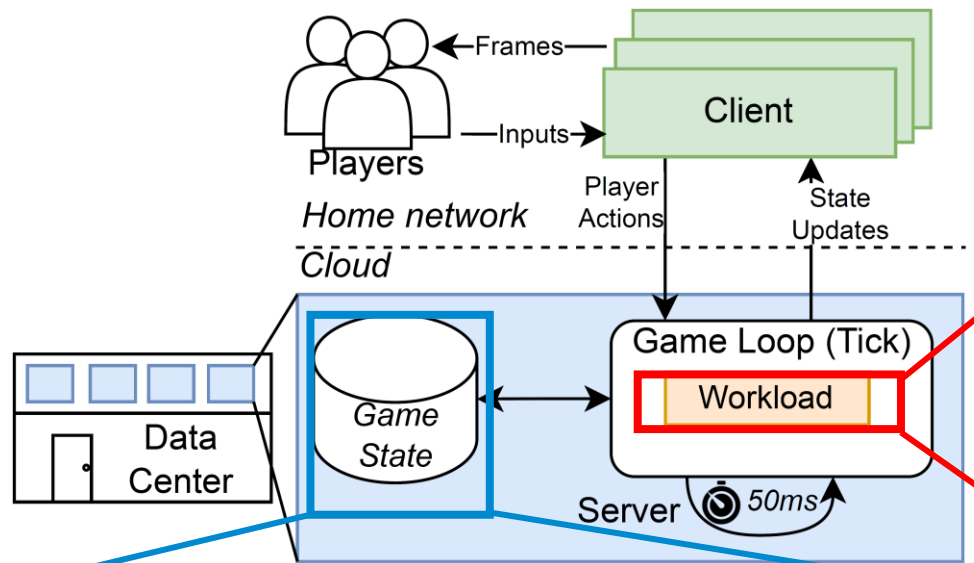 Frames
Client
Inputs
Players
Player
Actions
State
Updates
Home network
Cloud
Game Loop (Tick)
Workload
Game
State
Data
Center
Server
50ms